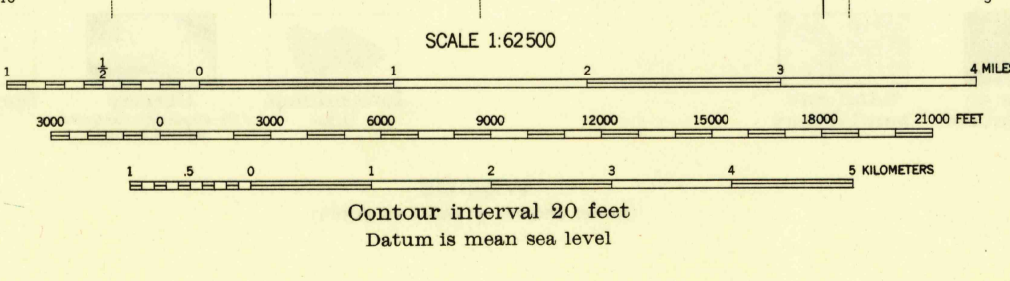 SCALE 1:62500
1 1/2 0 1 2 3 4 MILES
3000 0 3000 6000 9000 12000 15000 18000 21000 FEET
1 .5 0 1 2 3 4 5 KILOMETERS
Contour interval 20 feet
Datum is mean sea level